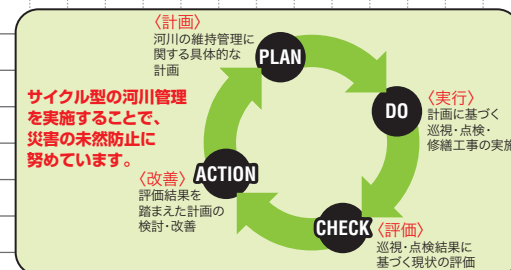 〈計画〉
河川の維持管理に
関する具体的な
計画
PLAN
サイクル型の河川管理
を実施することで、
災害の未然防止に
努めています。
DO
〈実行〉
計画に基づく
巡視・点検・
修繕工事の実施
〈改善〉
ACTION
評価結果を
踏まえた計画の
検討・改善
CHECK
〈評価〉
巡視・点検結果に
基づく現状の評価